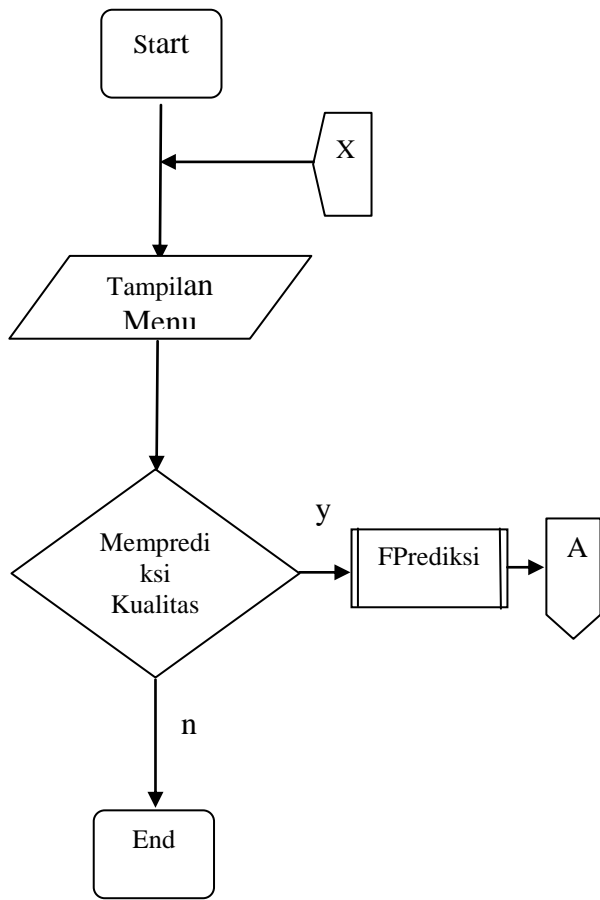 Start
X
Tampilan
Menu
Mempredi
ksi
Kualitas
y
FPrediksi
A
n
End